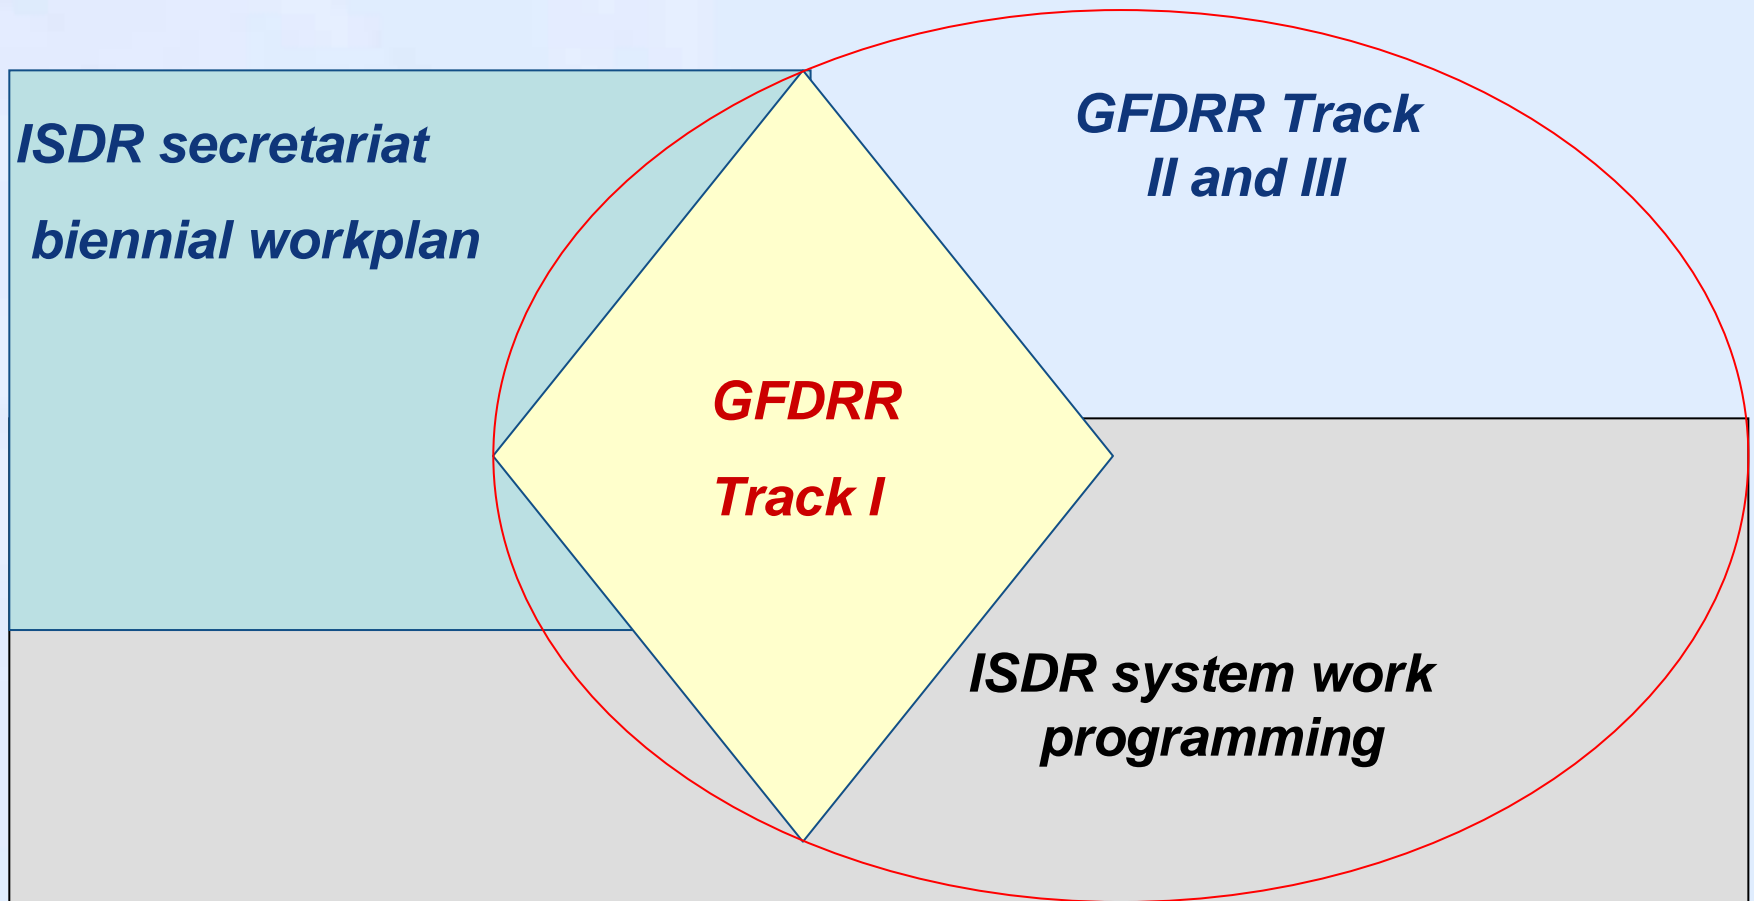 ISDR secretariat
biennial workplan
GFDRR Track
II and III
GFDRR
Track I
ISDR system work
programming